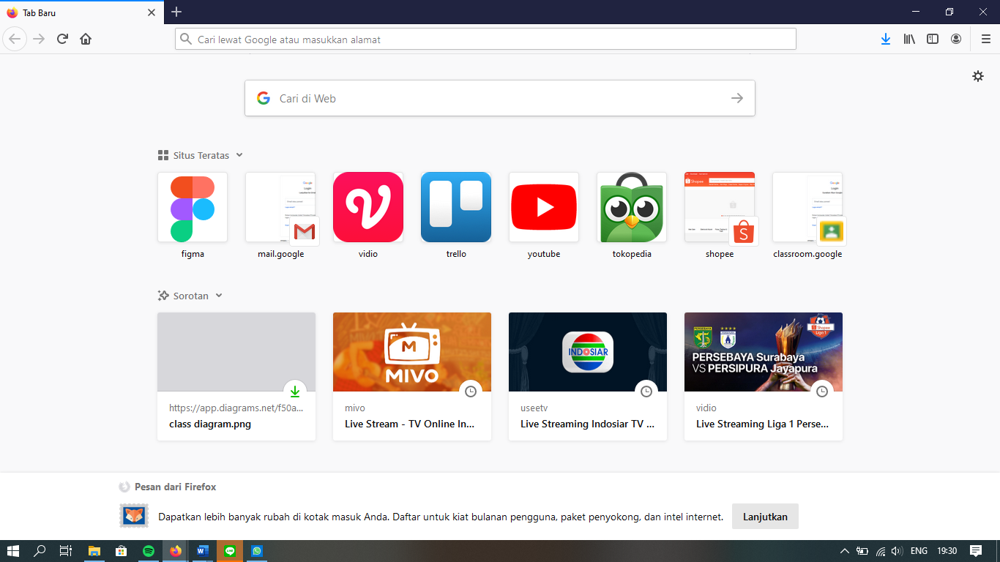 Tab Baru
Cari lewat Google atau masukkan alamat
Cari di Web
Situs Teratas
figma
mail.google
vidio
trello
youtube
tokopedia
shopee
classroom.google
Sorotan
MIVO
INDOSIAR
Shopee
Liga 1
PERSEBAYA Surabaya
VS PERSIPURA Jayapura
https://app.diagrams.net/f50a...
class diagram.png
mivo
Live Stream - TV Online In...
useetv
Live Streaming Indosiar TV ...
vidio
Live Streaming Liga 1 Perse...
Pesan dari Firefox
Dapatkan lebih banyak rubah di kotak masuk Anda. Daftar untuk kiat bulanan pengguna, paket penyokong, dan intel internet.
Lanjutkan
ENG
19:30